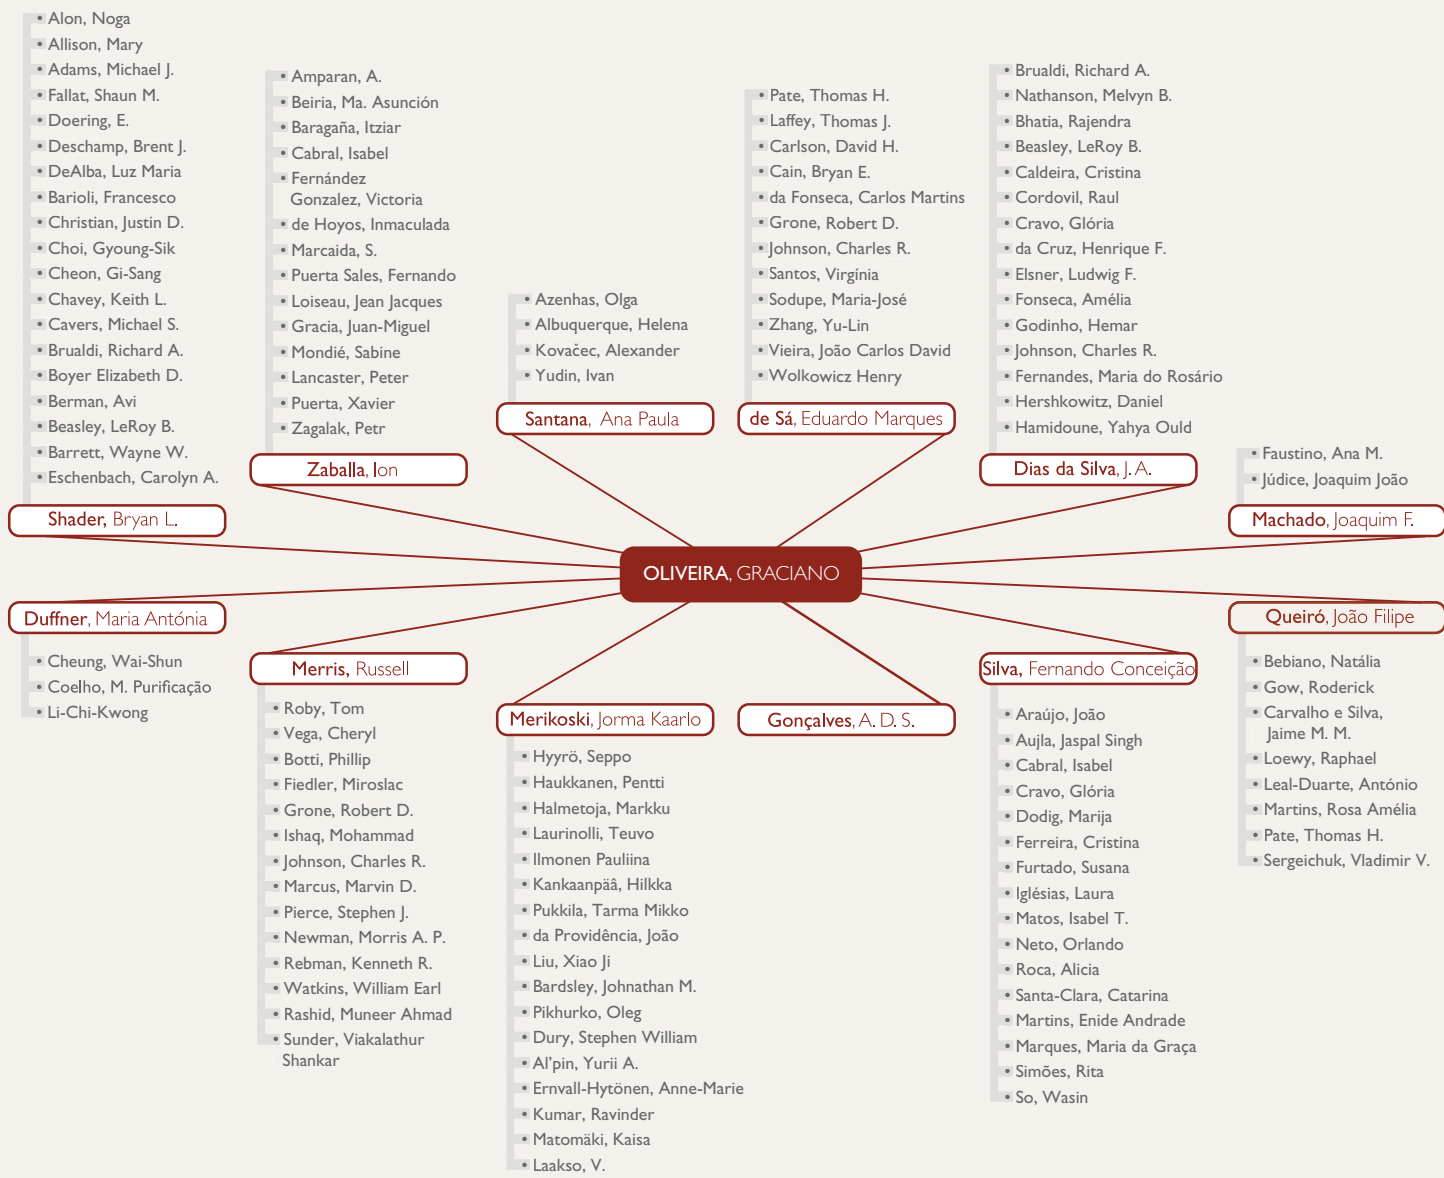 Alon, Noga
Allison, Mary
Adams, Michael J.
Fallat, Shaun M.
Doering, E.
Deschamp, Brent J.
DeAlba, Luz Maria
Barioli, Francesco
Christian, Justin D.
Choi, Gyoung-Sik
Cheon, Gi-Sang
Chavey, Keith L.
Cavers, Michael S.
Brualdi, Richard A.
Boyer Elizabeth D.
Berman, Avi
Beasley, LeRoy B.
Barrett, Wayne W.
Eschenbach, Carolyn A.
Shader, Bryan L.
Amparan, A.
Beiria, Ma. Asunción
Baragaña, Itziar
Cabral, Isabel
Fernández
Gonzalez, Victoria
de Hoyos, Inmaculada
Marcaida, S.
Puerta Sales, Fernando
Loiseau, Jean Jacques
Gracia, Juan-Miguel
Mondié, Sabine
Lancaster, Peter
Puerta, Xavier
Zagalak, Petr
Zaballa, Ion
Azenhas, Olga
Albuquerque, Helena
Kovačec, Alexander
Yudin, Ivan
Santana, Ana Paula
Pate, Thomas H.
Laffey, Thomas J.
Carlson, David H.
Cain, Bryan E.
da Fonseca, Carlos Martins
Grone, Robert D.
Johnson, Charles R.
Santos, Virgínia
Sodupe, Maria-José
Zhang, Yu-Lin
Vieira, João Carlos David
Wolkowicz Henry
de Sá, Eduardo Marques
Brualdi, Richard A.
Nathanson, Melvyn B.
Bhatia, Rajendra
Beasley, LeRoy B.
Caldeira, Cristina
Cordovil, Raul
Cravo, Glória
da Cruz, Henrique F.
Elsner, Ludwig F.
Fonseca, Amélia
Godinho, Hemar
Johnson, Charles R.
Fernandes, Maria do Rosário
Hershkowitz, Daniel
Hamidoune, Yahya Ould
Dias da Silva, J. A.
Faustino, Ana M.
Júdice, Joaquim João
Machado, Joaquim F.
OLIVEIRA, GRACIANO
Duffner, Maria Antónia
Cheung, Wai-Shun
Coelho, M. Purificação
Li-Chi-Kwong
Merris, Russell
Roby, Tom
Vega, Cheryl
Botti, Phillip
Fiedler, Miroslac
Grone, Robert D.
Ishaq, Mohammad
Johnson, Charles R.
Marcus, Marvin D.
Pierce, Stephen J.
Newman, Morris A. P.
Rebman, Kenneth R.
Watkins, William Earl
Rashid, Muneer Ahmad
Sunder, Viakalathur
Shankar
Merikoski, Jorma Kaarlo
Hyyrö, Seppo
Haukkanen, Pentti
Halmetoja, Markku
Laurinolli, Teuvo
Ilmonen Pauliina
Kankaanpäâ, Hilkka
Pukkila, Tarma Mikko
da Providência, João
Liu, Xiao Ji
Bardsley, Johnathan M.
Pikhurko, Oleg
Dury, Stephen William
Al'pin, Yurii A.
Ernvall-Hytönen, Anne-Marie
Kumar, Ravinder
Matomäki, Kaisa
Laakso, V.
Gonçalves, A. D. S.
Silva, Fernando Conceição
Araújo, João
Aujla, Jaspal Singh
Cabral, Isabel
Cravo, Glória
Dodig, Marija
Ferreira, Cristina
Furtado, Susana
Iglésias, Laura
Matos, Isabel T.
Neto, Orlando
Roca, Alicia
Santa-Clara, Catarina
Martins, Enide Andrade
Marques, Maria da Graça
Simões, Rita
So, Wasin
Queiró, João Filipe
Bebiano, Natália
Gow, Roderick
Carvalho e Silva,
Jaime M. M.
Loewy, Raphael
Leal-Duarte, António
Martins, Rosa Amélia
Pate, Thomas H.
Sergeichuk, Vladimir V.